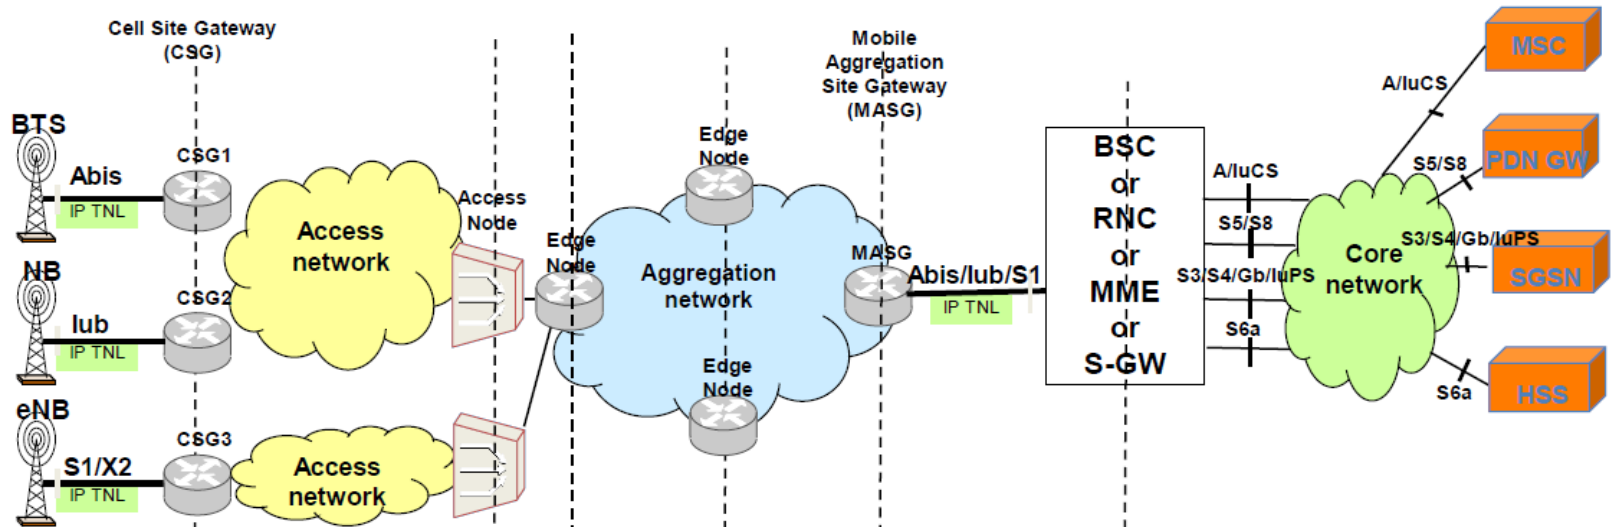 Cell Site Gateway
(CSG)
Mobile
Aggregation
Site Gateway
(MASG)
MSC
A/IuCS
BTS
Abis
IP TNL
CSG1
Access
network
Access
Node
Edge
Node
Edge
Node
BSC
or
RNC
or
MME
or
S-GW
A/IuCS
S5/S8
S3/S4/Gb/IuPS
S6a
S5/S8
PDN GW
NB
Iub
IP TNL
CSG2
Aggregation
network
MASG
Abis/Iub/S1
IP TNL
Core
network
S3/S4/Gb/IuPS
SGSN
eNB
S1/X2
IP TNL
CSG3
Access
network
Edge
Node
S6a
HSS